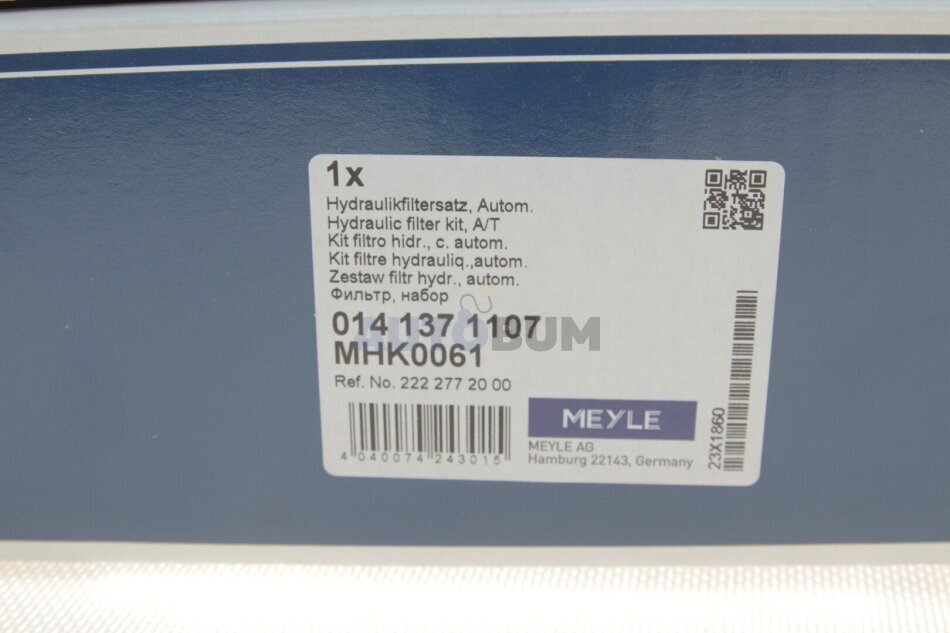 1x
Hydraulikfiltersatz, Autom.
Hydraulic filter kit, A/T
Kit filtro hidr., c. autom.
Kit filtre hydrauliq.,autom.
Zestaw filtr hydr., autom.
Фильтр, набор
014 137 1107
AUTOBUM
MHK0061
Ref. No. 222 277 20 00
4 040074 243015
MEYLE
MEYLE AG
Hamburg 22143, Germany
23X1860